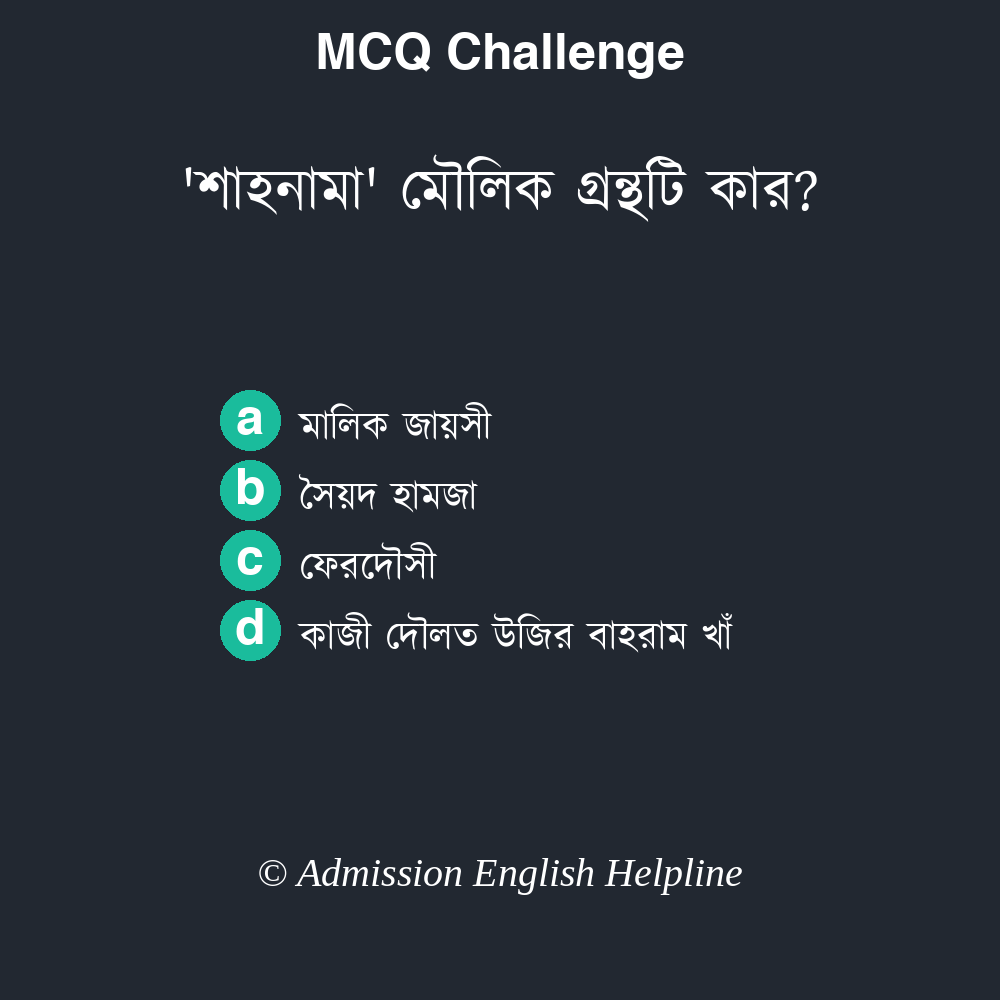 MCQ Challenge
'শাহনামা' মৌলিক গ্রন্থটি কার?
a মালিক জায়সী
b সৈয়দ হামজা
c ফেরদৌসী
d কাজী দৌলত উজির বাহরাম খাঁ
© Admission English Helpline